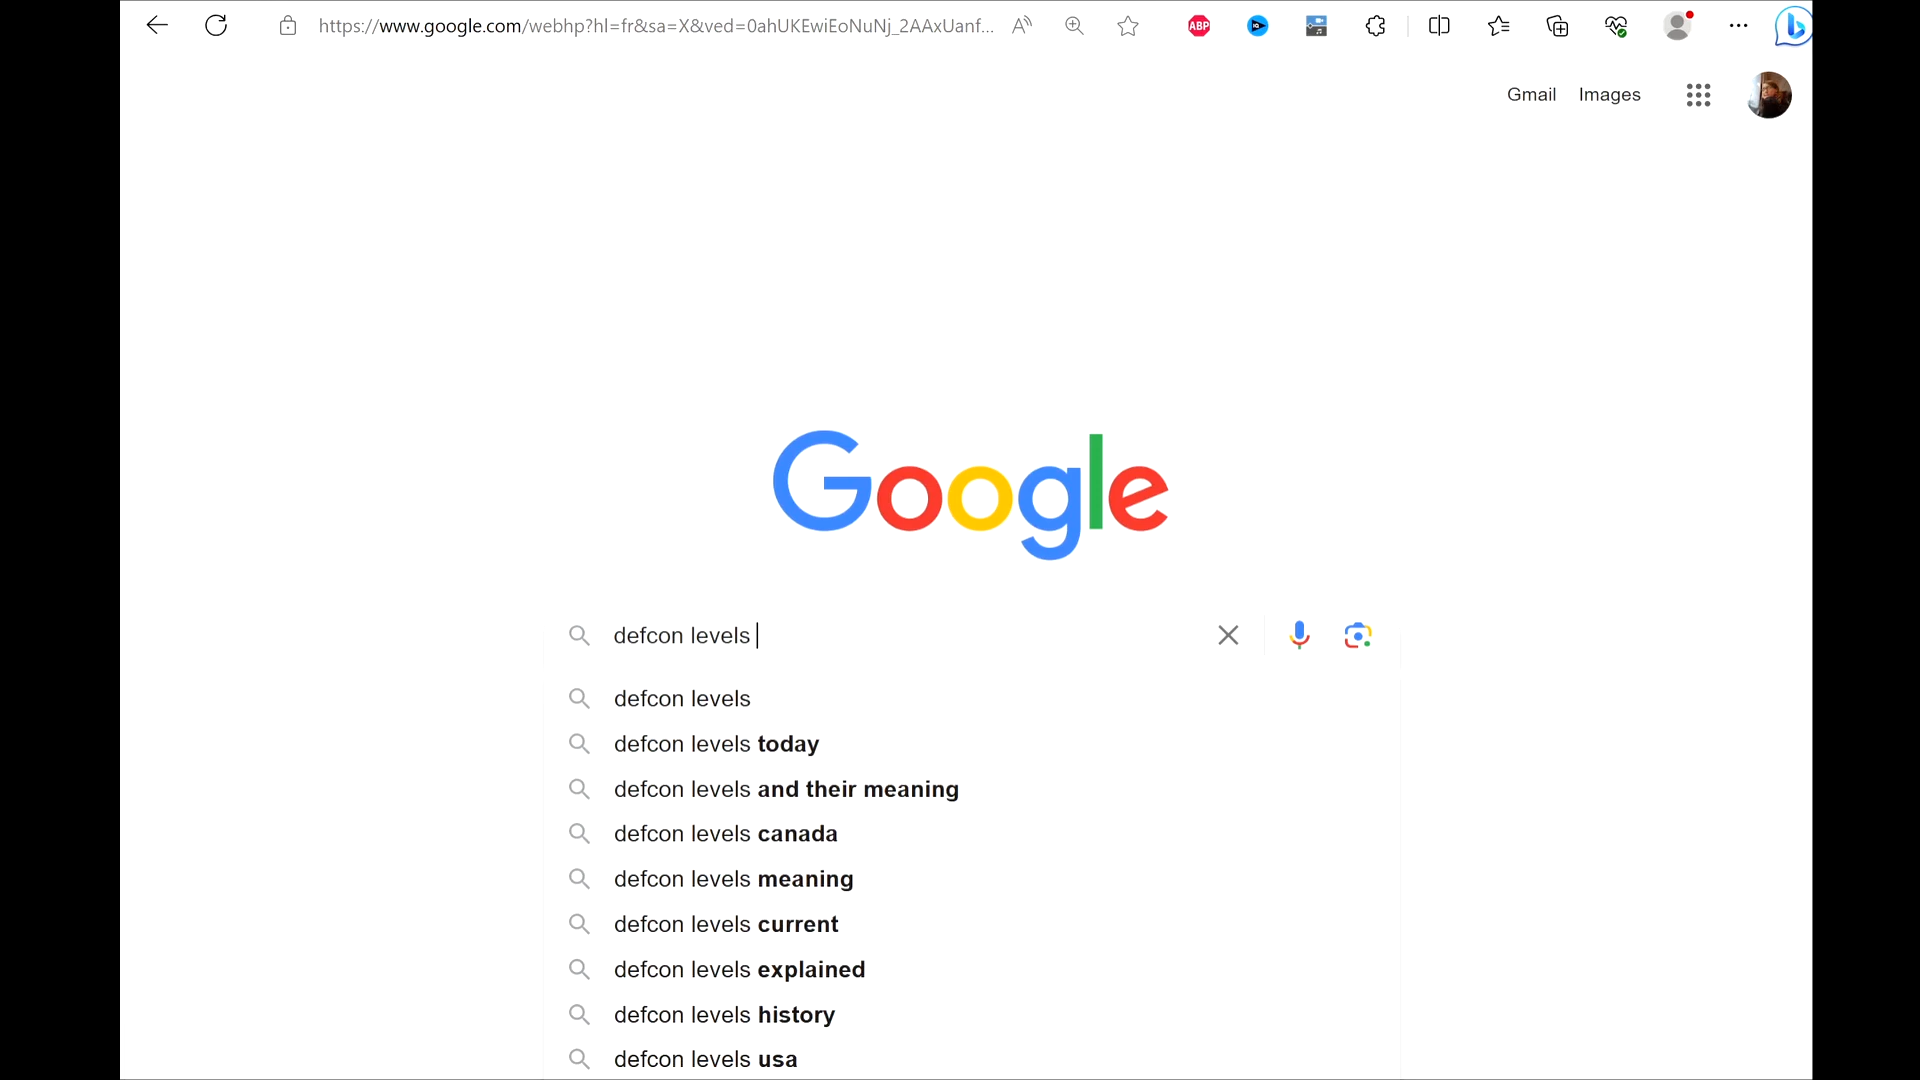 https://www.google.com/webhp?hl=fr&sa=X&ved=0ahUKEwiEoNuNj_2AAxUanf...
ABP
Gmail Images
Google
defcon levels
defcon levels
defcon levels today
defcon levels and their meaning
defcon levels canada
defcon levels meaning
defcon levels current
defcon levels explained
defcon levels history
defcon levels usa